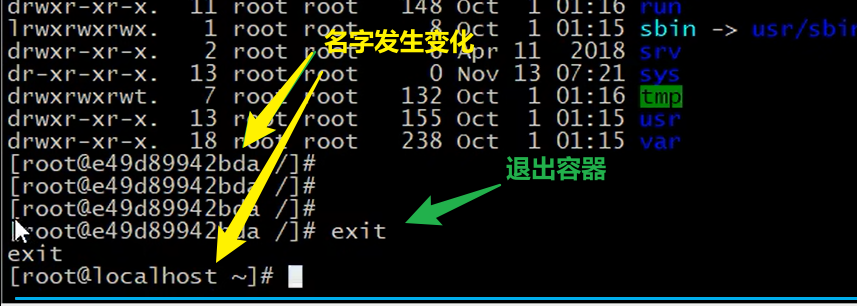 drwxr-xr-x. 11 root root 148 Oct 1 01:16 run
lrwxrwxrwx. 1 root root 8 Oct 1 01:15 sbin -> usr/sbin
drwxr-xr-x. 2 root root 6 Apr 11 2018 srv
名字发生变化
dr-xr-xr-x. 13 root root 0 Nov 13 07:21 sys
drwxrwxrwt. 7 root root 132 Oct 1 01:16 tmp
drwxr-xr-x. 13 root root 155 Oct 1 01:15 usr
drwxr-xr-x. 18 root root 238 Oct 1 01:15 var
[root@e49d89942bda /]#
退出容器
[root@e49d89942bda /]#
[root@e49d89942bda /]#
[root@e49d89942bda /]# exit
exit
[root@localhost ~]#